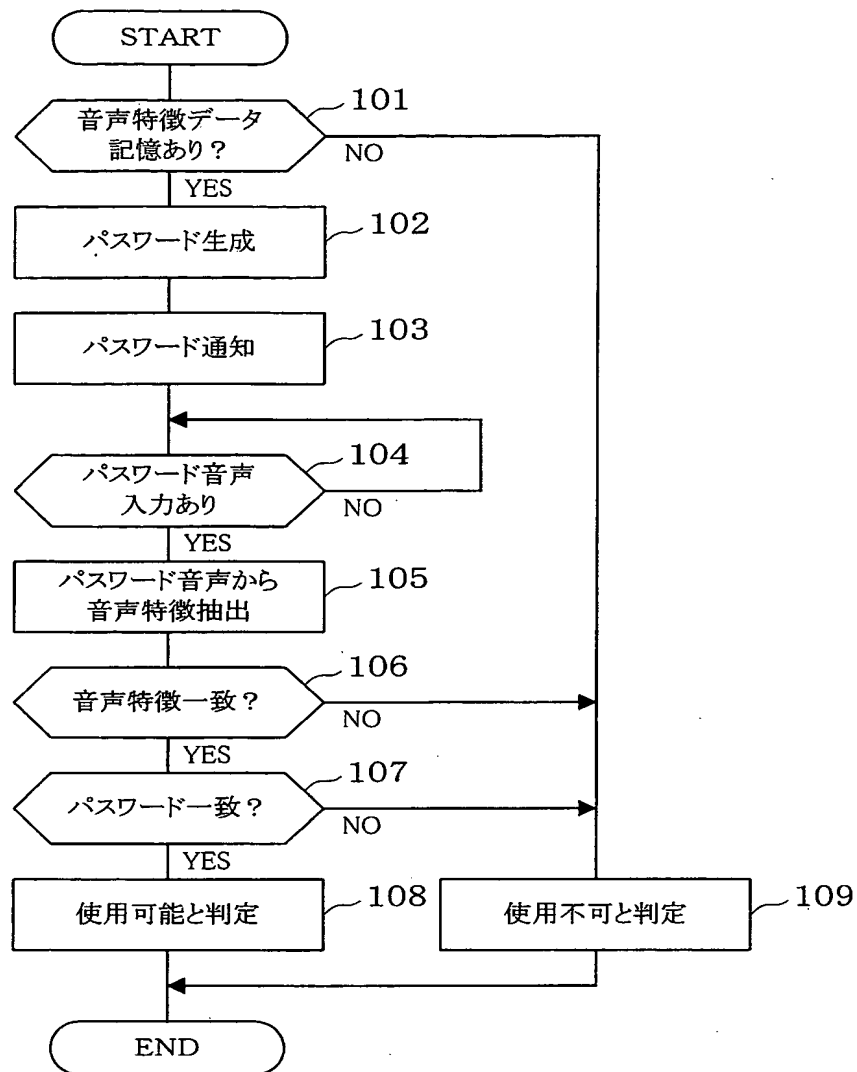 START
音声特徴データ
記憶あり?
101
NO
YES
パスワード生成
102
パスワード通知
103
パスワード音声
入力あり
104
NO
YES
パスワード音声から
音声特徴抽出
105
音声特徴一致?
106
NO
YES
パスワード一致?
107
NO
YES
使用可能と判定
108
使用不可と判定
109
END